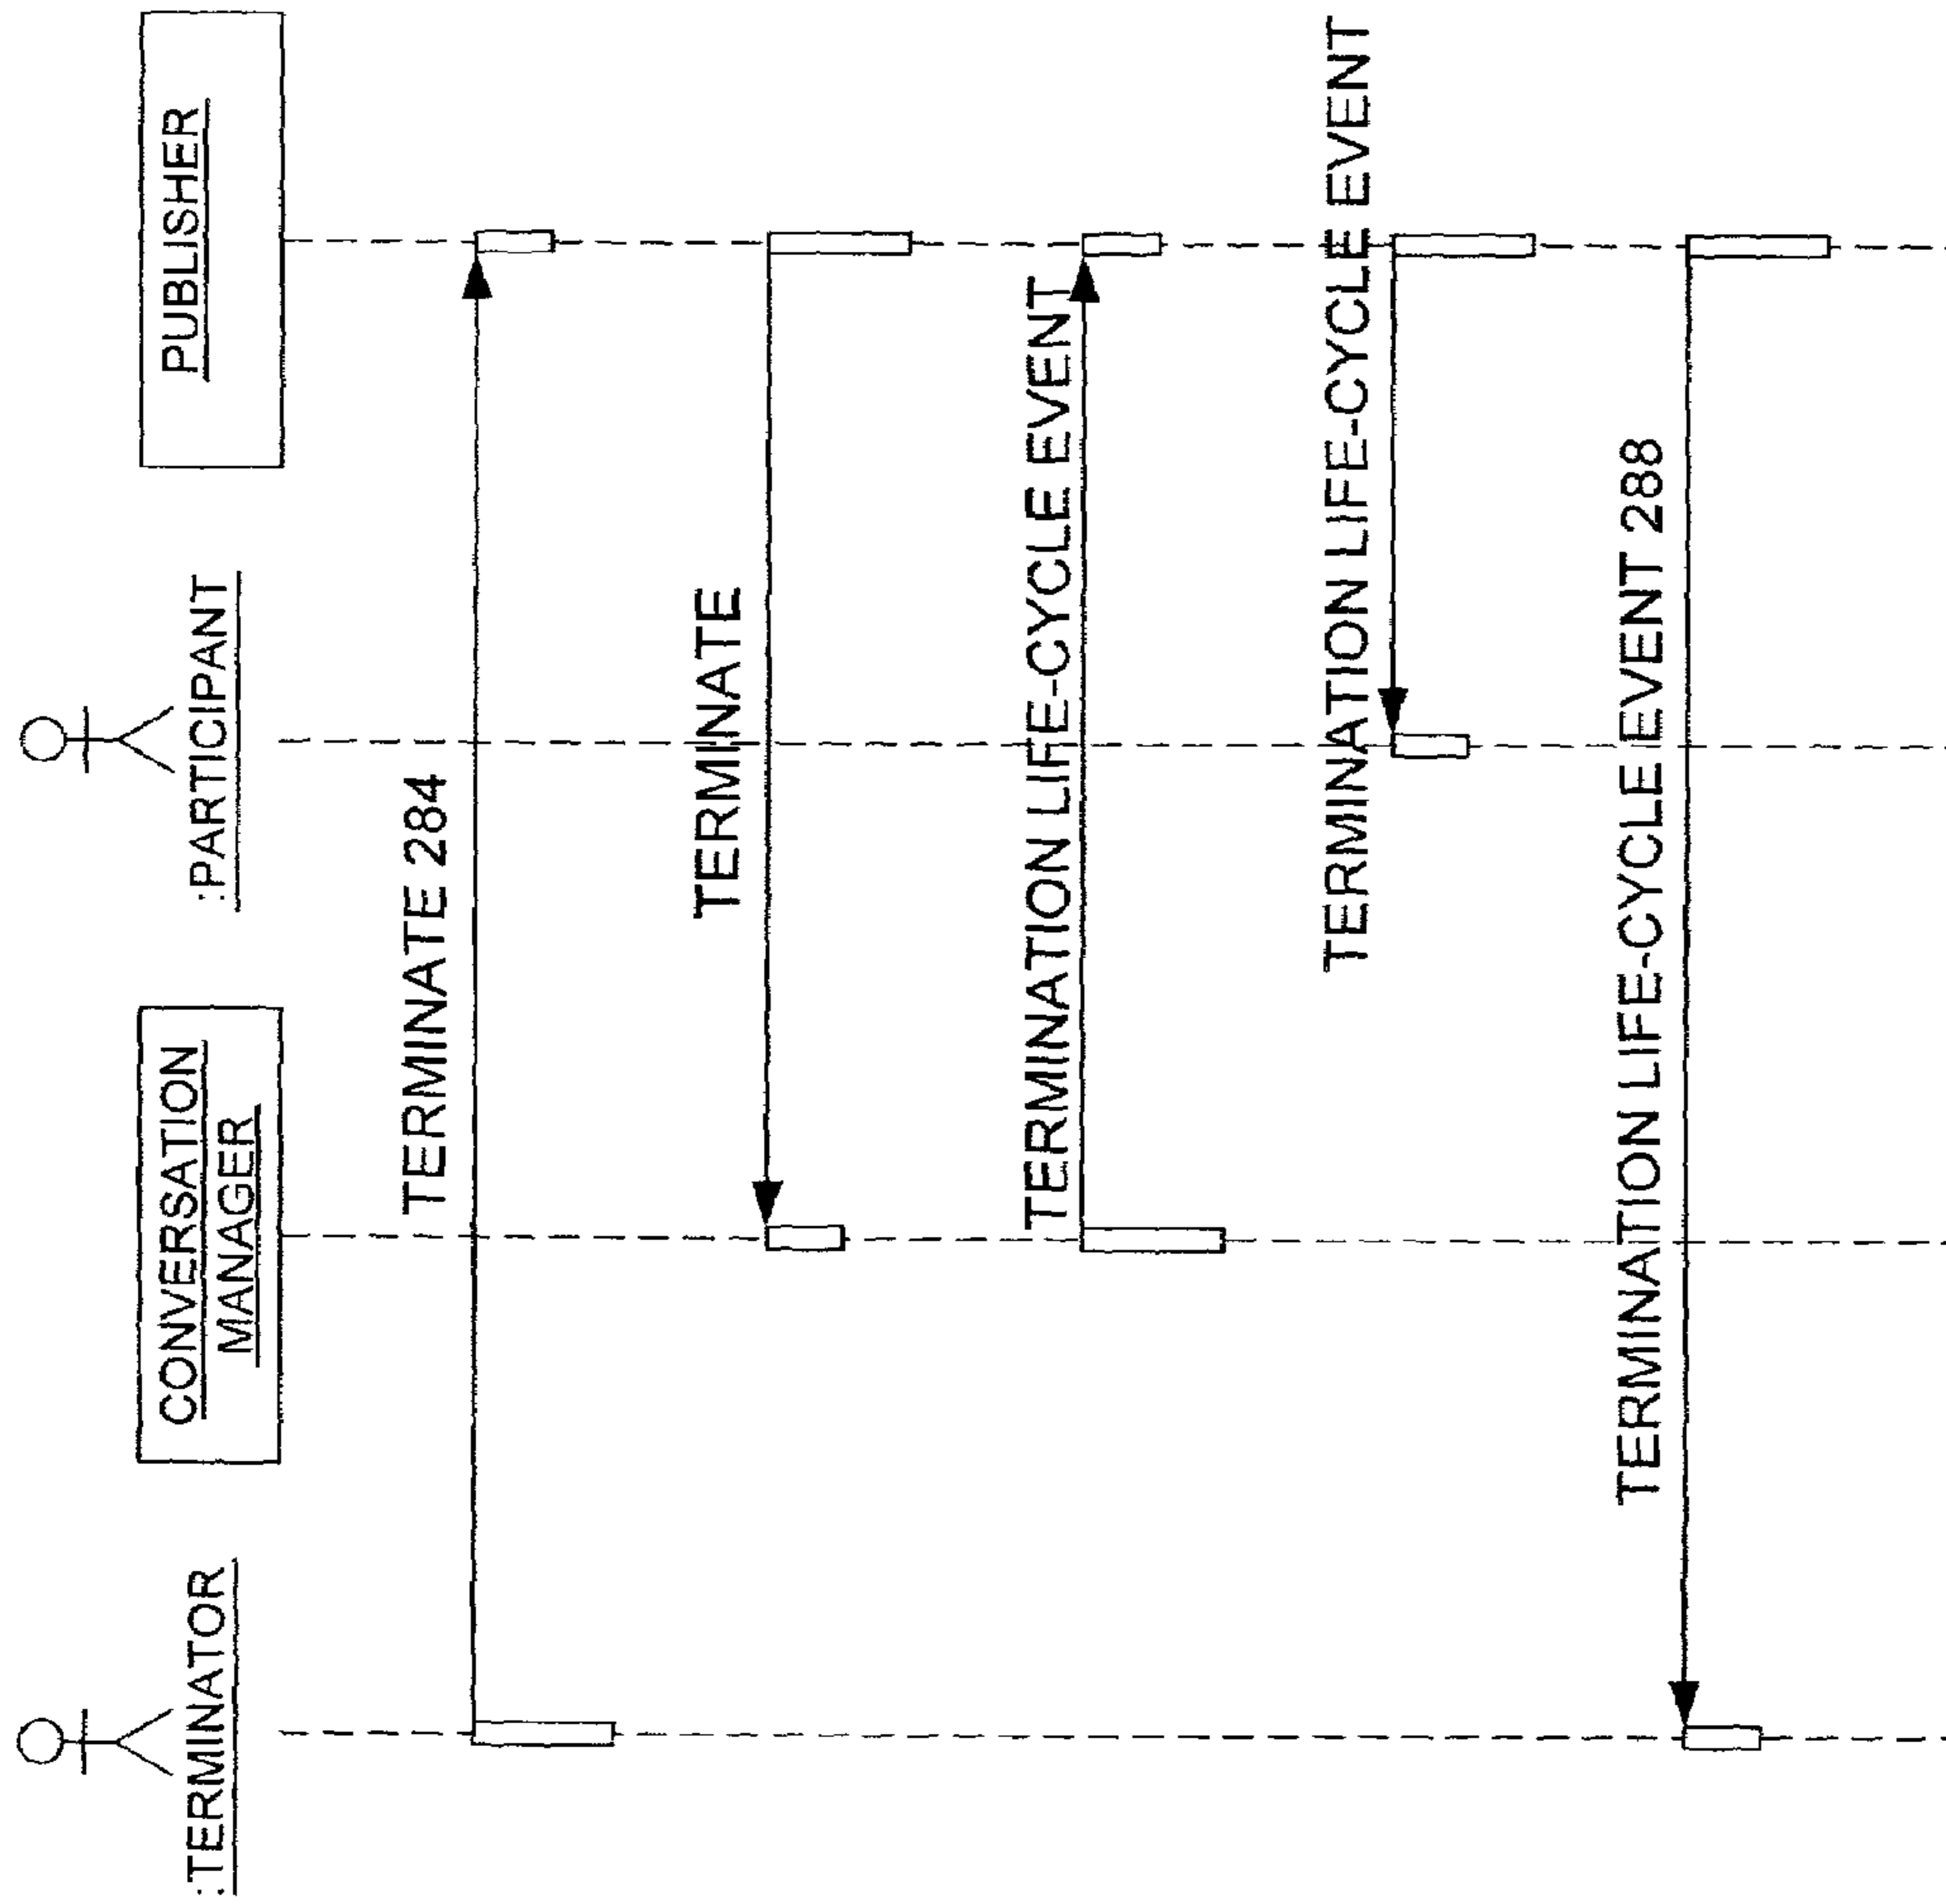 ::TERMINATOR
CONVERSATION
MANAGER
:PARTICIPANT
PUBLISHER
TERMINATE 284
TERMINATE
TERMINATION LIFE-CYCLE EVENT
TERMINATION LIFE-CYCLE EVENT
TERMINATION LIFE-CYCLE EVENT 288